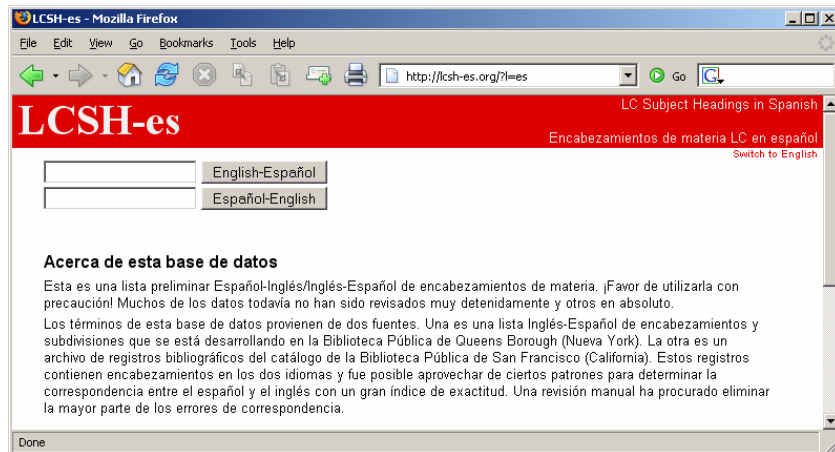 LCSH-es - Mozilla Firefox
File Edit View Go Bookmarks Tools Help
http://lcsh-es.org/?l=es Go G
LCSH-es
LC Subject Headings in Spanish
Encabezamientos de materia LC en español
Switch to English
English-Español
Español-English
Acerca de esta base de datos
Esta es una lista preliminar Español-Inglés/Inglés-Español de encabezamientos de materia. ¡Favor de utilizarla con
precaución! Muchos de los datos todavía no han sido revisados muy detenidamente y otros en absoluto.
Los términos de esta base de datos provienen de dos fuentes. Una es una lista Inglés-Español de encabezamientos y
subdivisiones que se está desarrollando en la Biblioteca Pública de Queens Borough (Nueva York). La otra es un
archivo de registros bibliográficos del catálogo de la Biblioteca Pública de San Francisco (California). Estos registros
contienen encabezamientos en los dos idiomas y fue posible aprovechar de ciertos patrones para determinar la
correspondencia entre el español y el inglés con un gran índice de exactitud. Una revisión manual ha procurado eliminar
la mayor parte de los errores de correspondencia.
Done